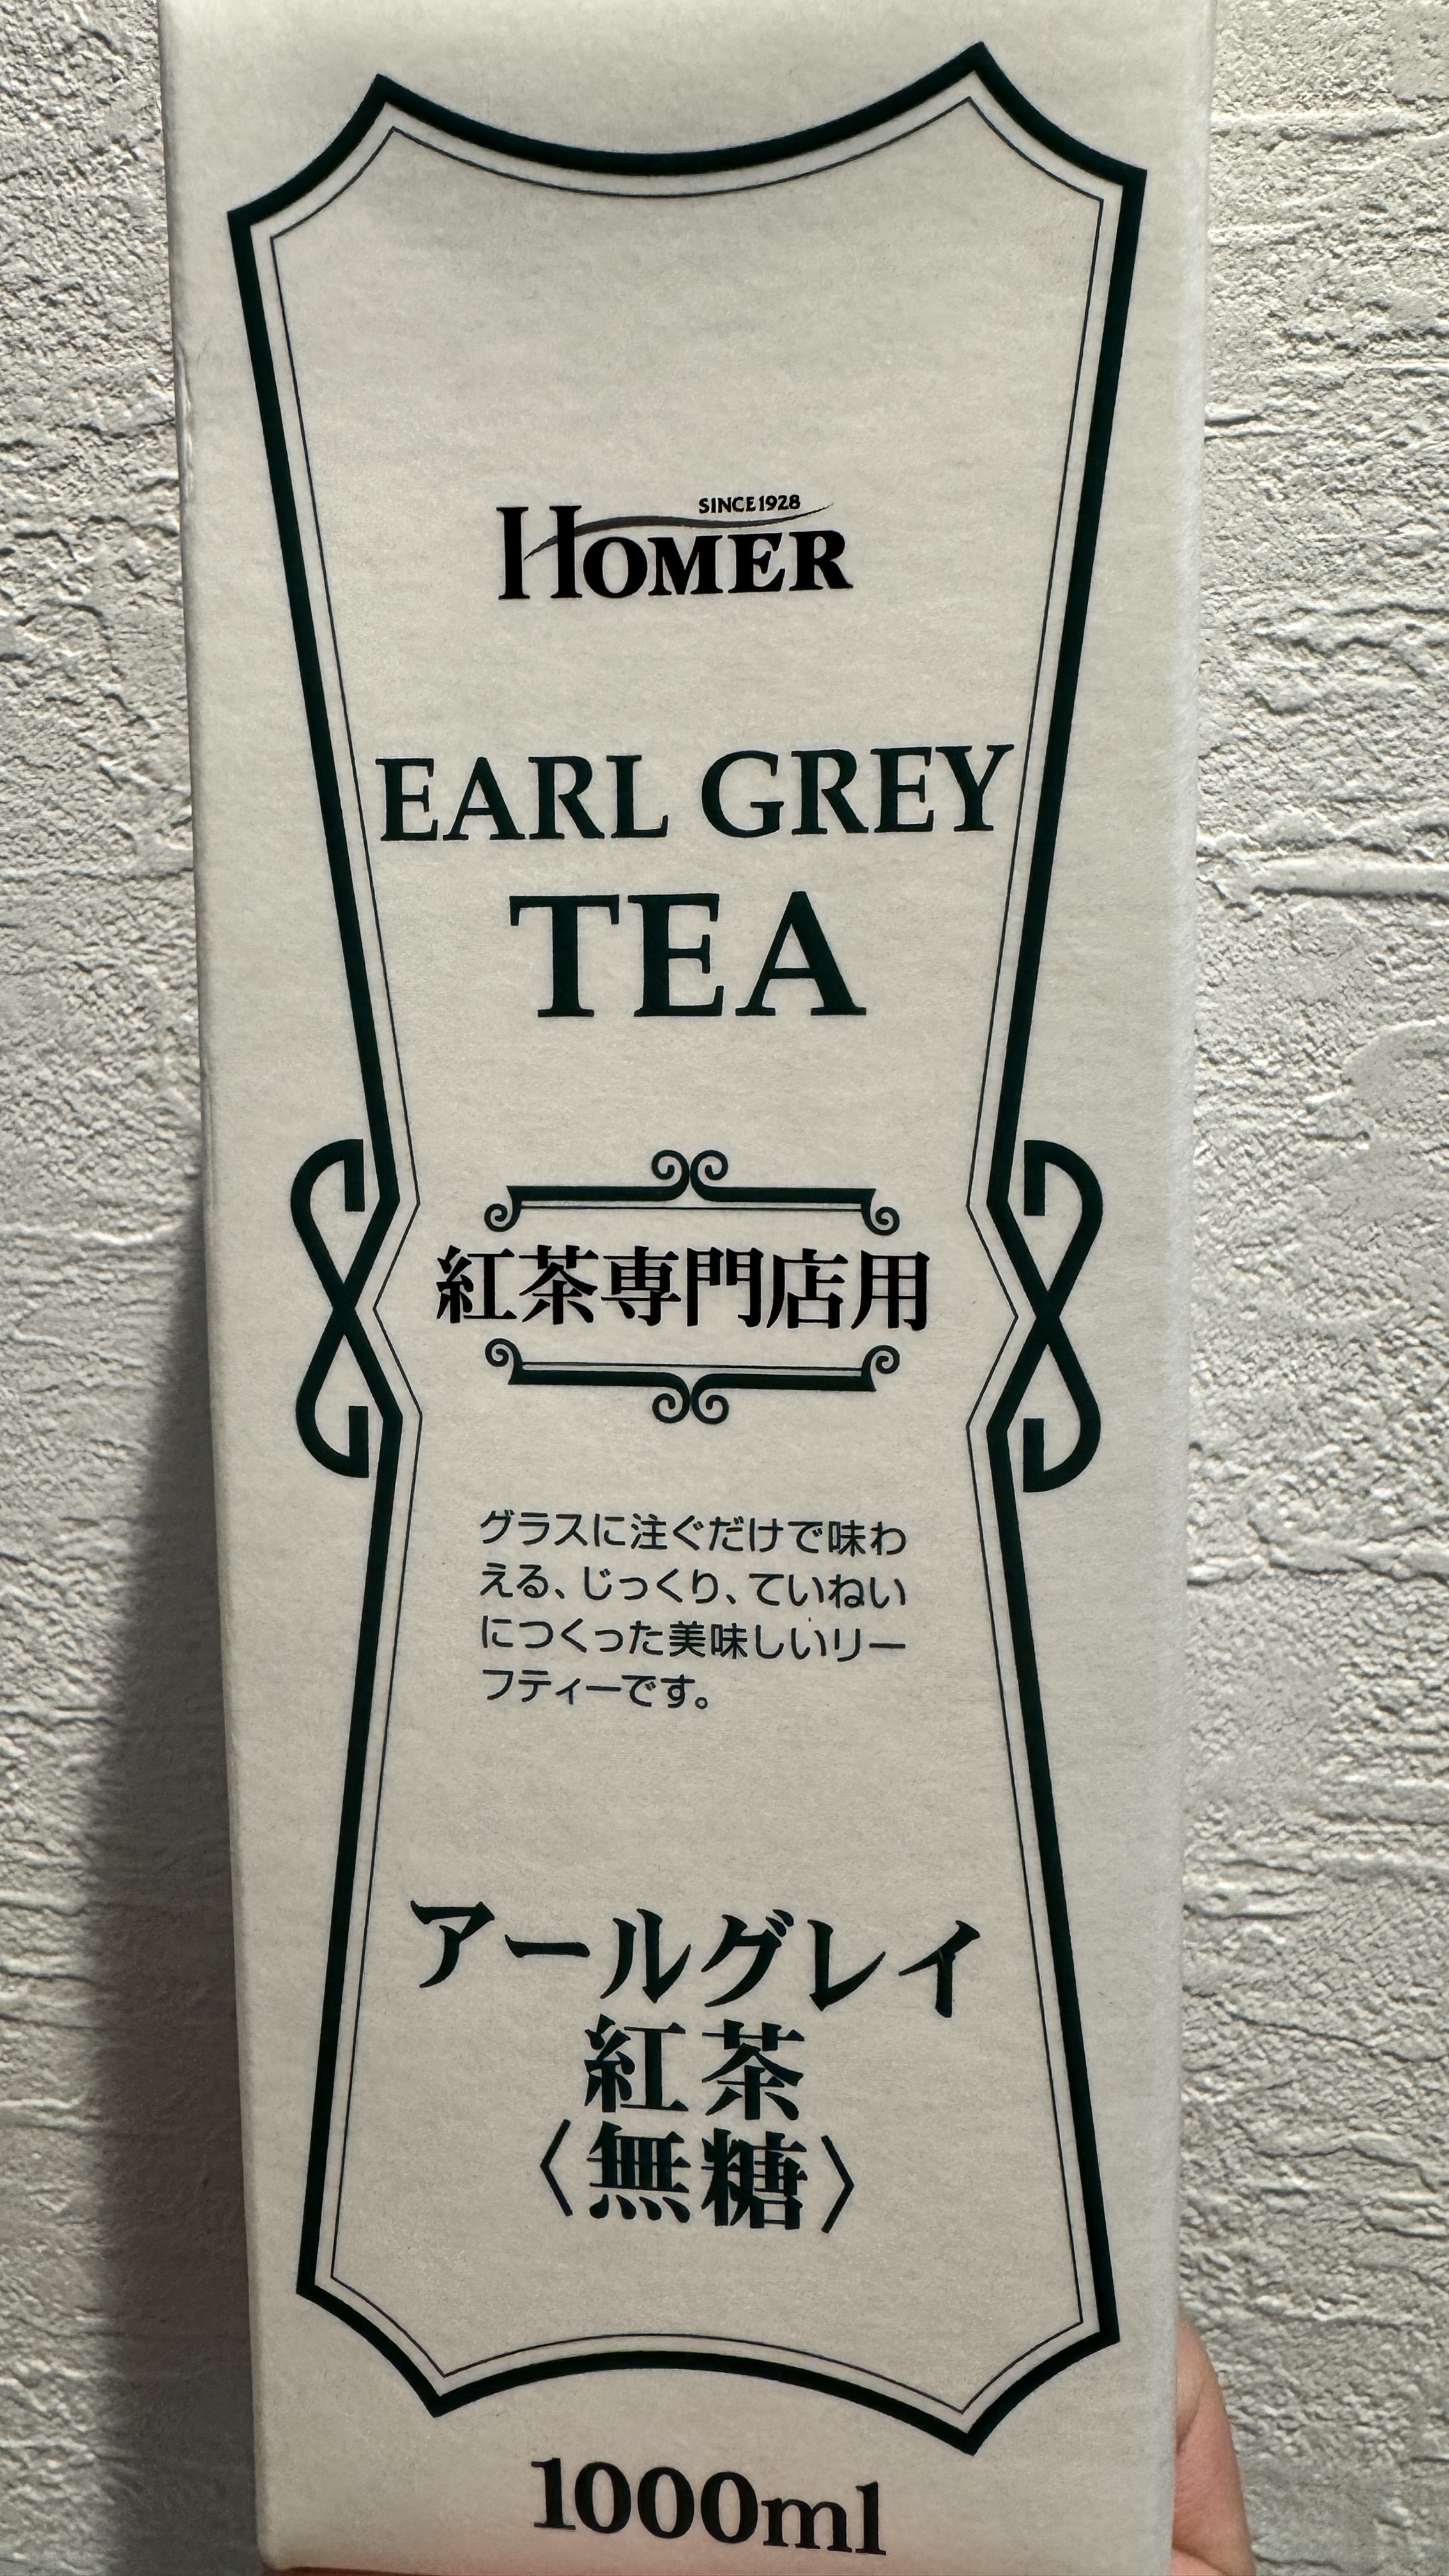 SINCE1928
HOMER
EARL GREY
TEA
紅茶専門店用
グラスに注ぐだけで味わ
える、じっくり、ていねい
につくった美味しいリー
フティーです。
アールグレイ
紅茶
〈無糖〉
1000ml